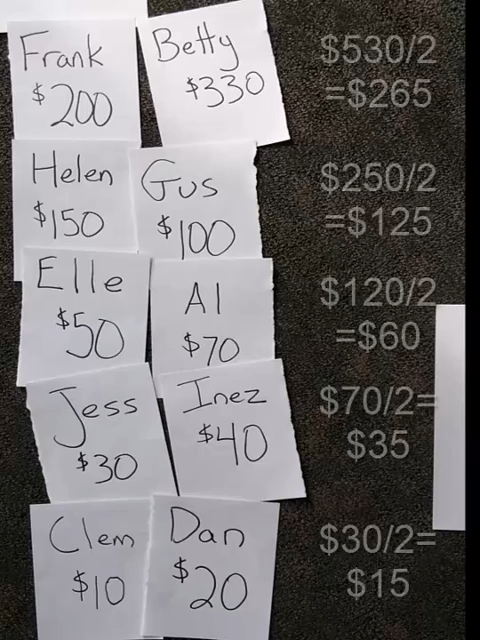 Frank
$200
Betty
$330
$530/2
=$265
Helen
$150
Gus
$100
$250/2
=$125
Elle
$50
Al
$70
$120/2
=$60
Jess
$30
Inez
$40
$70/2=
$35
Clem
$10
Dan
$20
$30/2=
$15